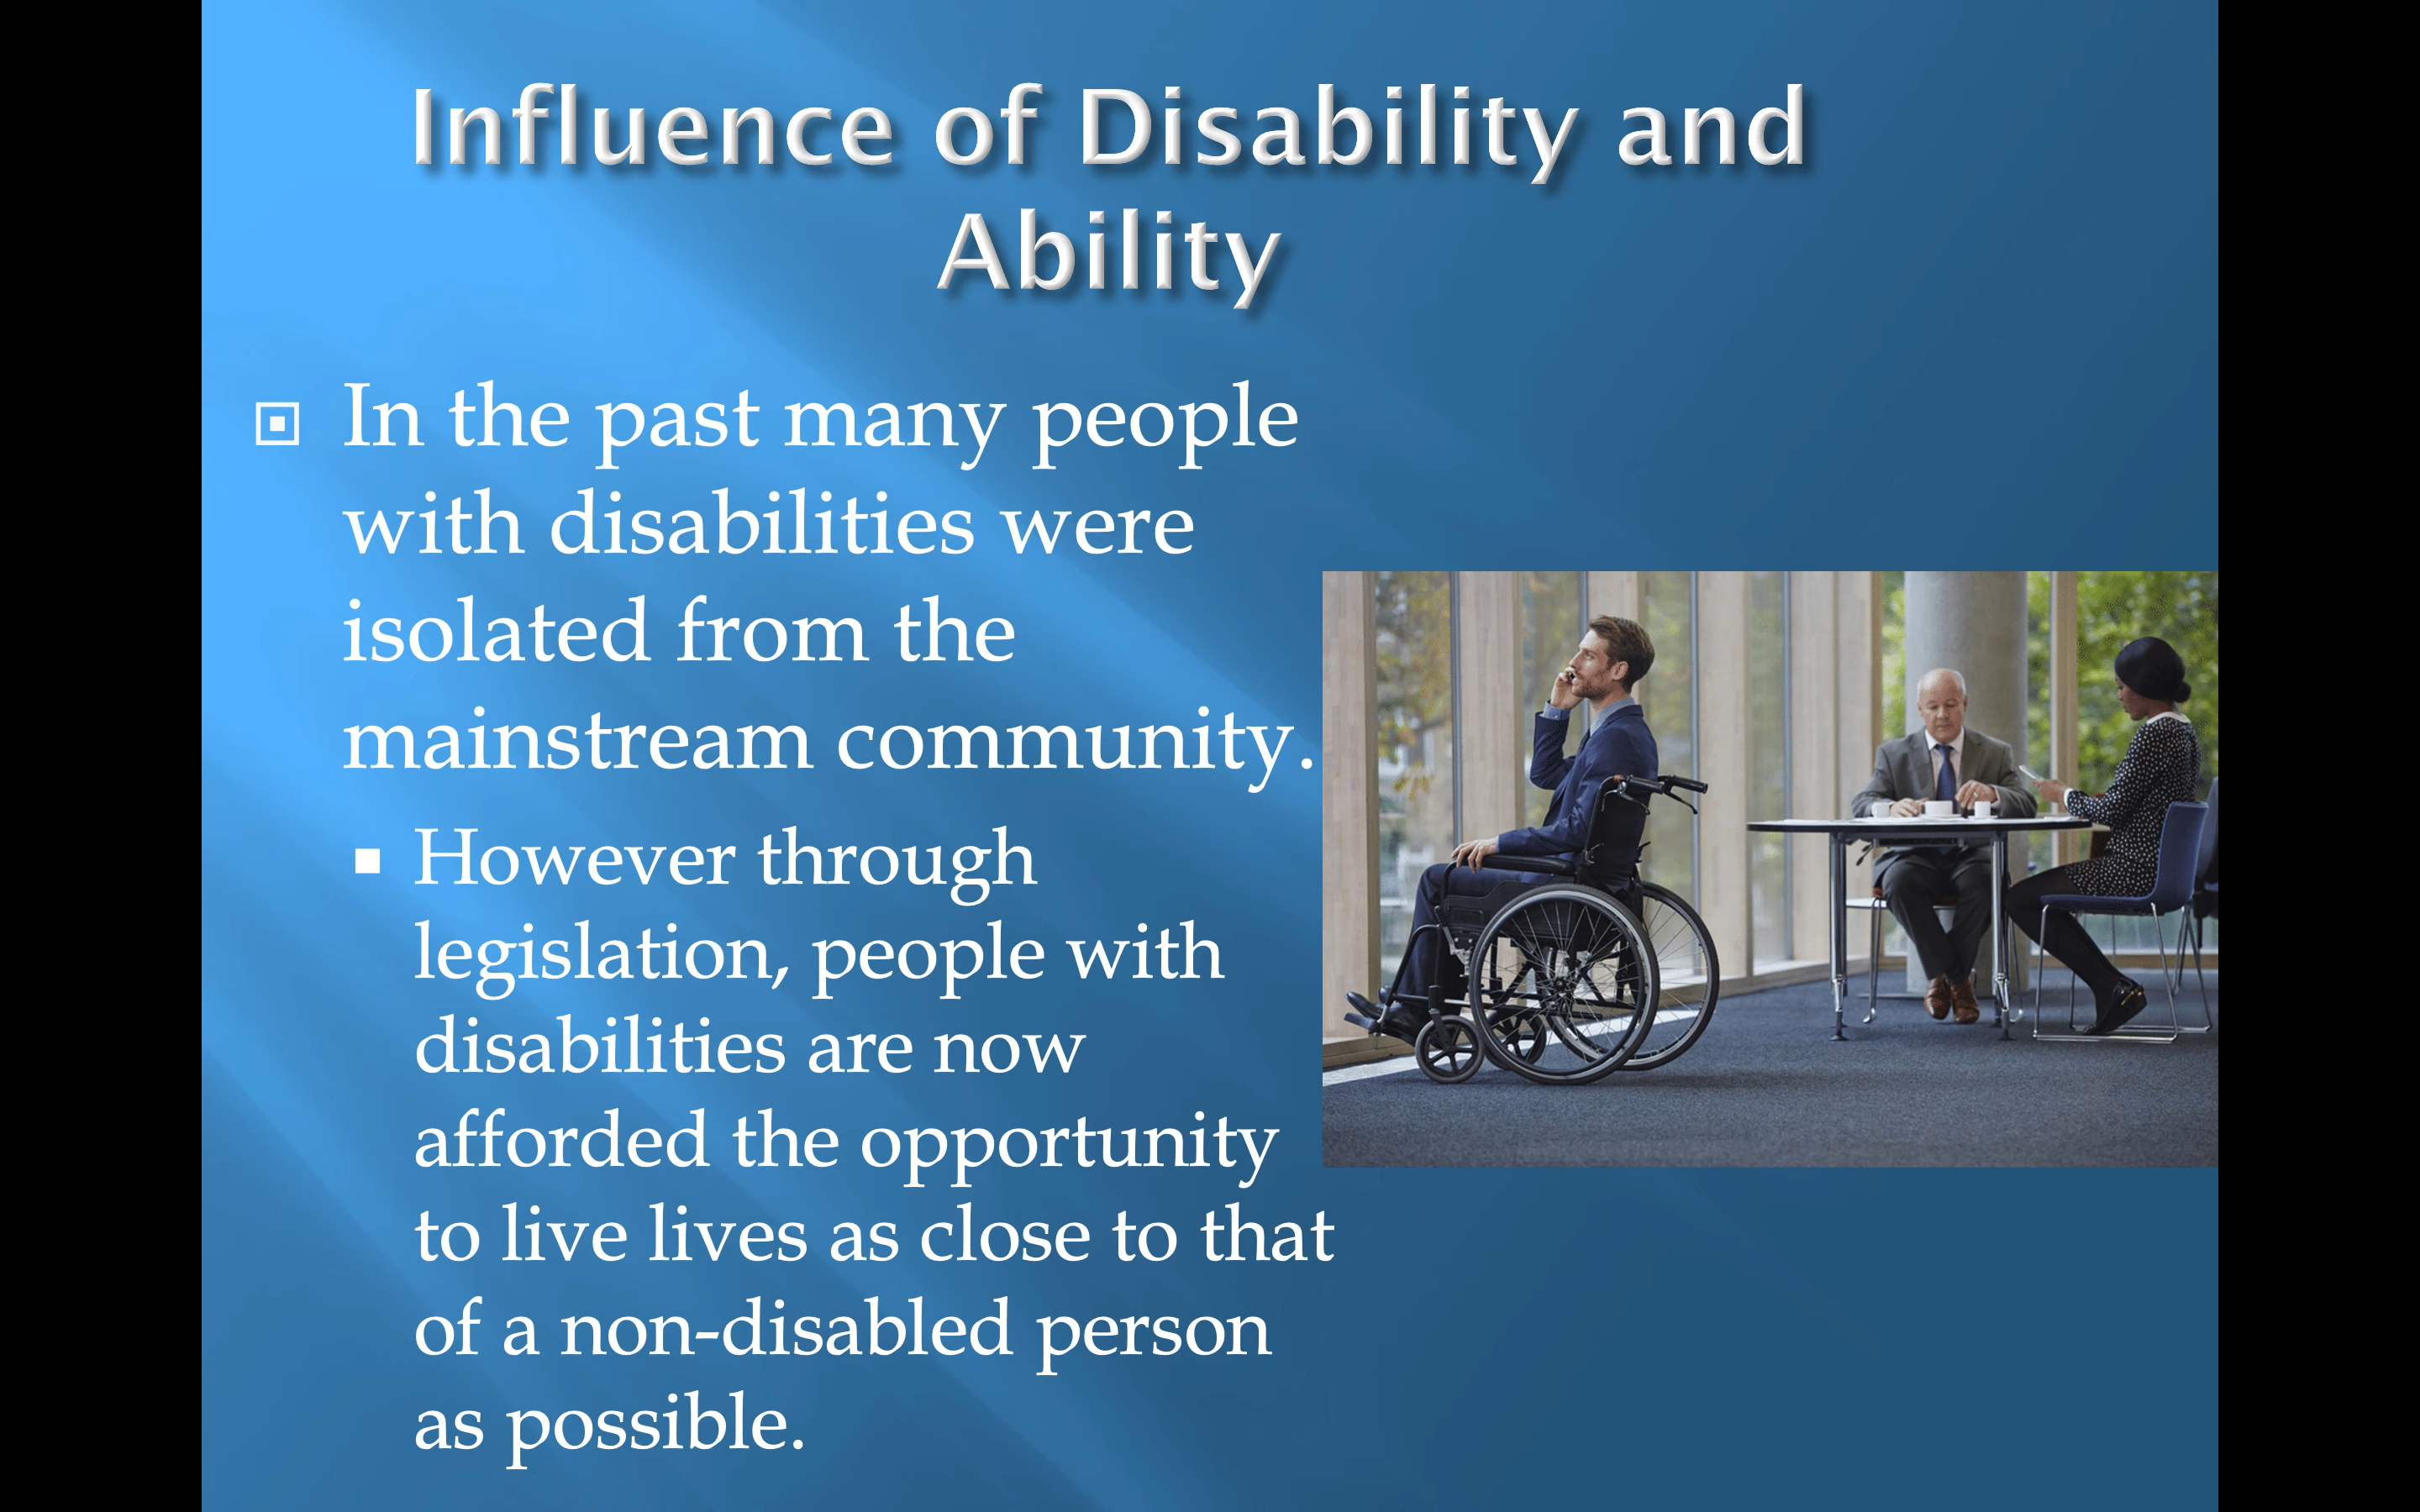 Influence of Disability and
Ability
In the past many people
with disabilities were
isolated from the
mainstream community.
However through
legislation, people with
disabilities are now
afforded the opportunity
to live lives as close to that
of a non-disabled person
as possible.